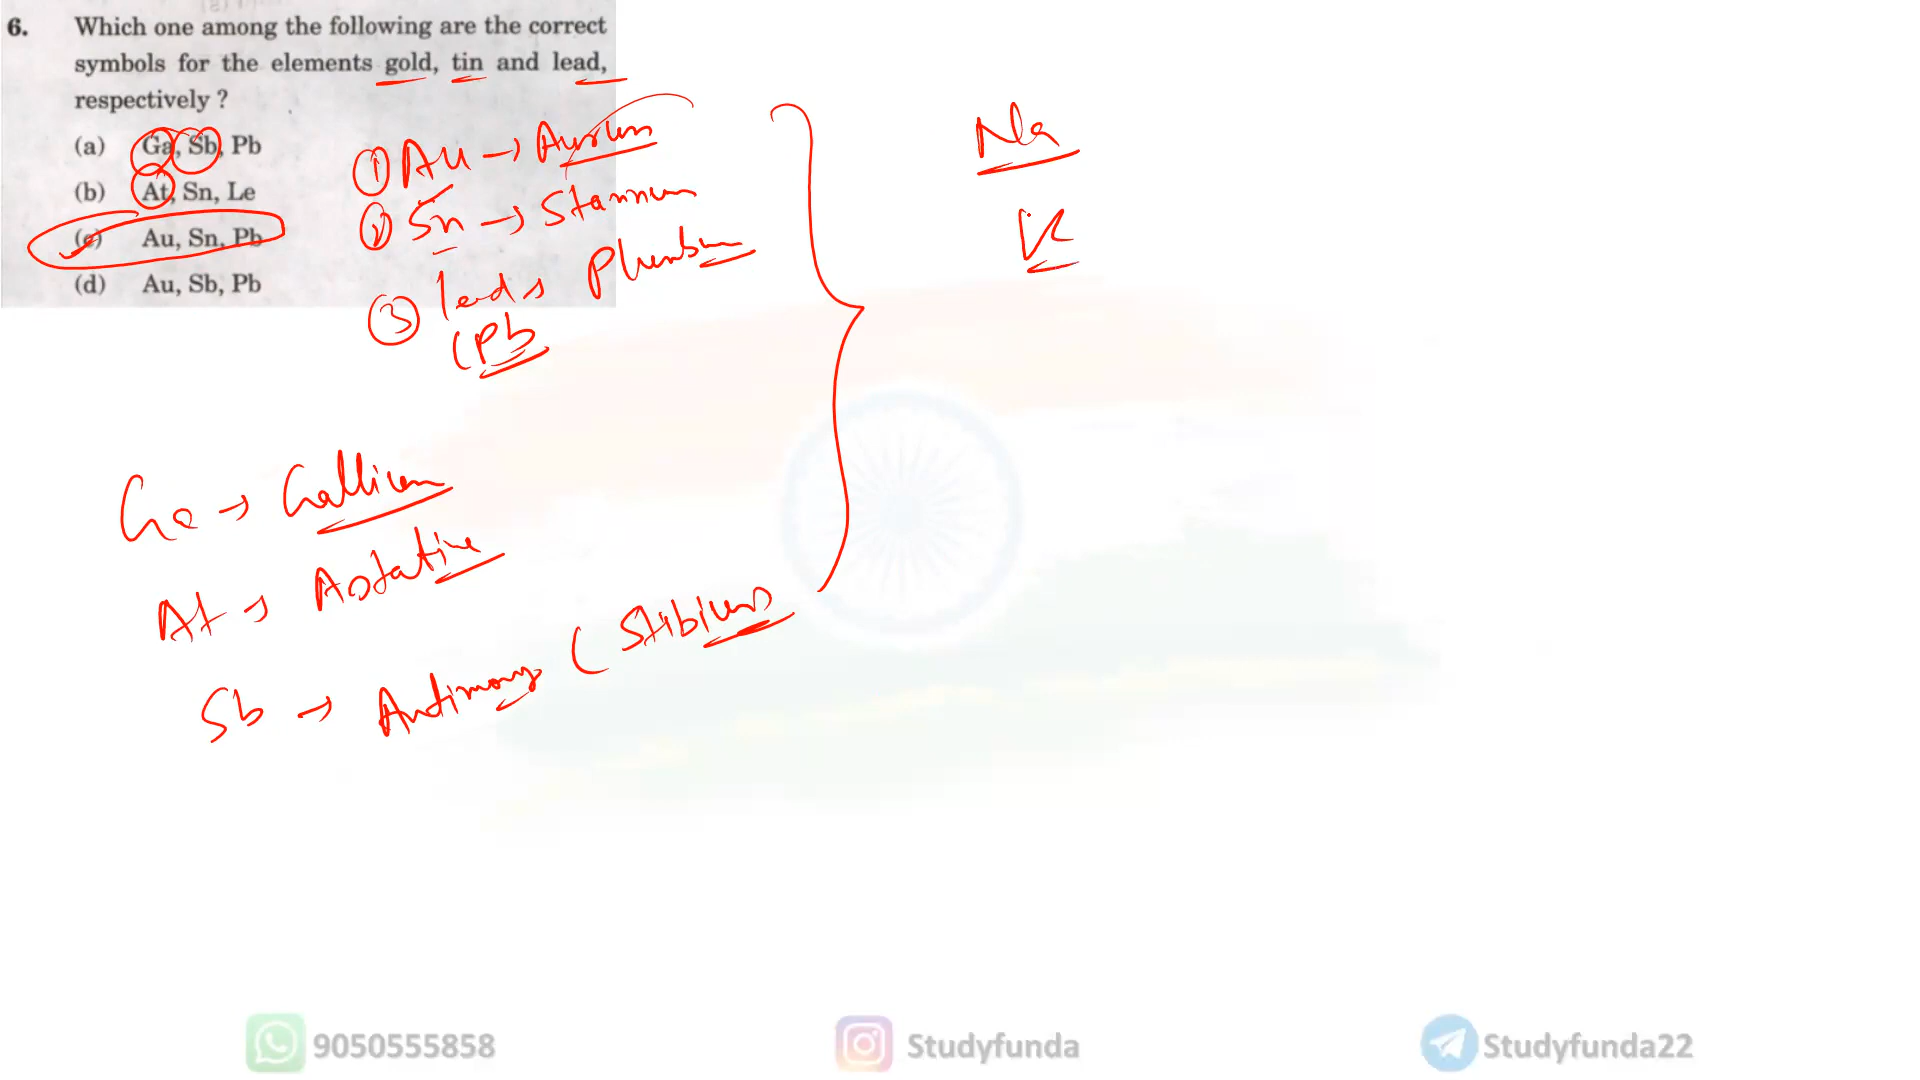 6. Which one among the following are the correct
symbols for the elements gold, tin and lead,
respectively ?
(a) Ga, Sb, Pb
(b) At, Sn, Le
(c) Au, Sn, Pb
(d) Au, Sb, Pb
① Au → Aurum
② Sn → Stannum
③ lead → Plumbum
(Pb
Na
K
Ga → Gallium
At → Astatine
Sb → Antimony (Stibium)
9050555858
Studyfunda
Studyfunda22